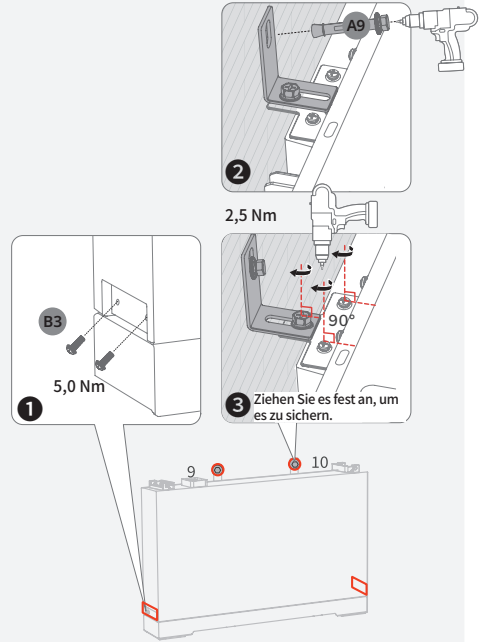 A9
2
2,5 Nm
B3
5,0 Nm
1
90°
3 Ziehen Sie es fest an, um
es zu sichern.
9
10